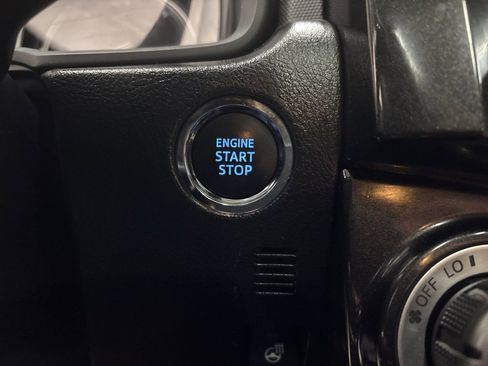 ENGINE
START
STOP
OFF LO